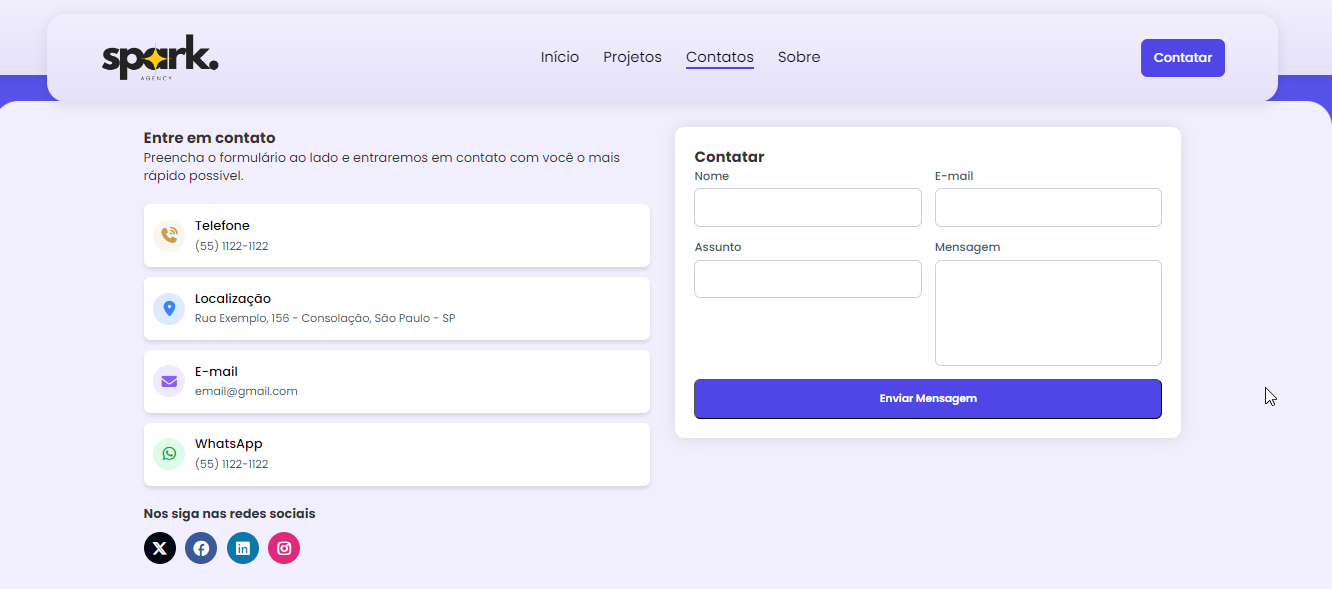 spark.
AGENCY
Início Projetos Contatos Sobre
Contatar
Entre em contato
Preencha o formulário ao lado e entraremos em contato com você o mais
rápido possível.
Telefone
(55) 1122-1122
Localização
Rua Exemplo, 156 - Consolação, São Paulo - SP
E-mail
email@gmail.com
WhatsApp
(55) 1122-1122
Nos siga nas redes sociais
Contatar
Nome E-mail
Assunto Mensagem
Enviar Mensagem